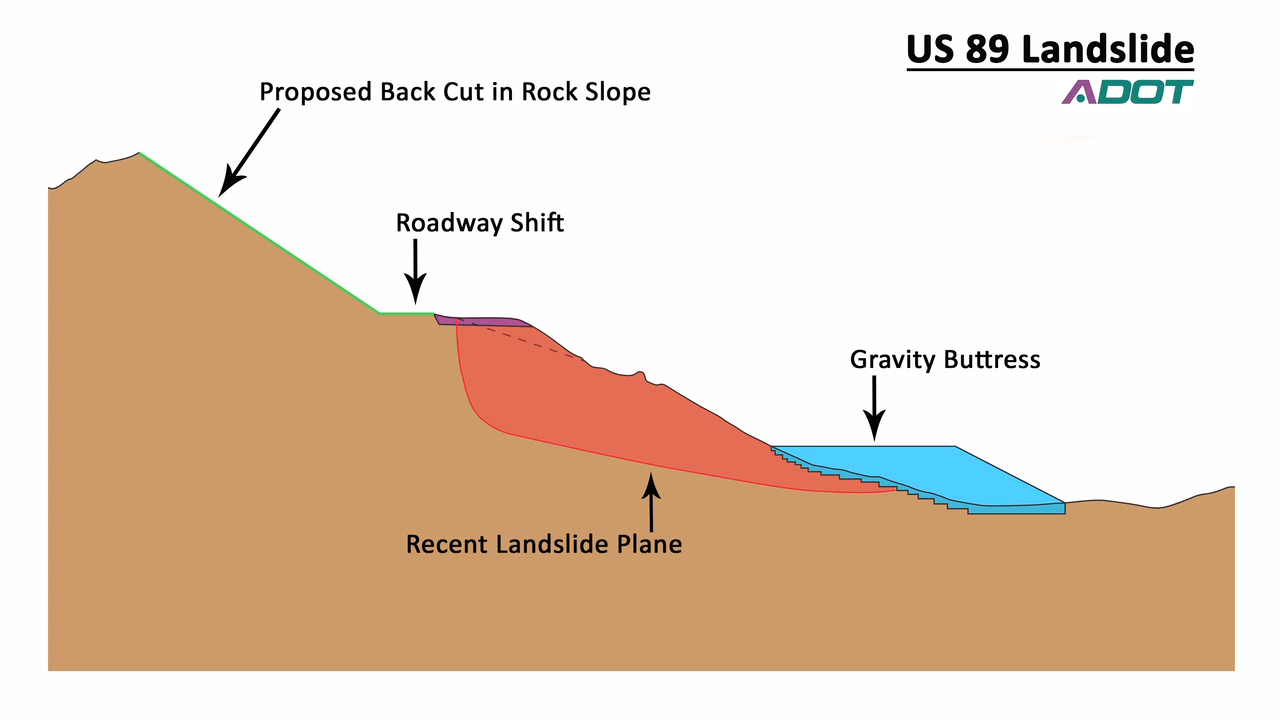 US 89 Landslide
ADOT
Proposed Back Cut in Rock Slope
Roadway Shift
Gravity Buttress
Recent Landslide Plane